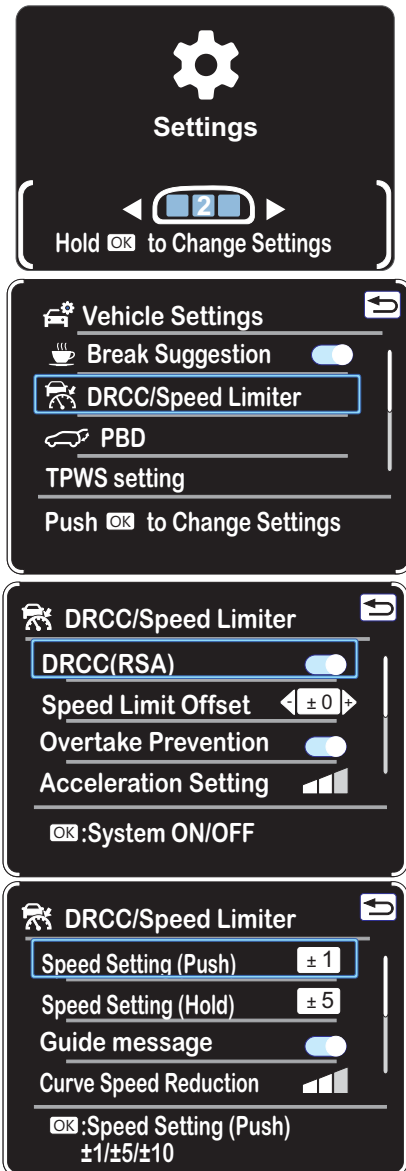 Settings
2
Hold OK to Change Settings
Vehicle Settings
Break Suggestion
DRCC/Speed Limiter
PBD
TPWS setting
Push OK to Change Settings
DRCC/Speed Limiter
DRCC(RSA)
Speed Limit Offset - ±0 +
Overtake Prevention
Acceleration Setting
OK:System ON/OFF
DRCC/Speed Limiter
Speed Setting (Push) ±1
Speed Setting (Hold) ±5
Guide message
Curve Speed Reduction
OK:Speed Setting (Push)
±1/±5/±10